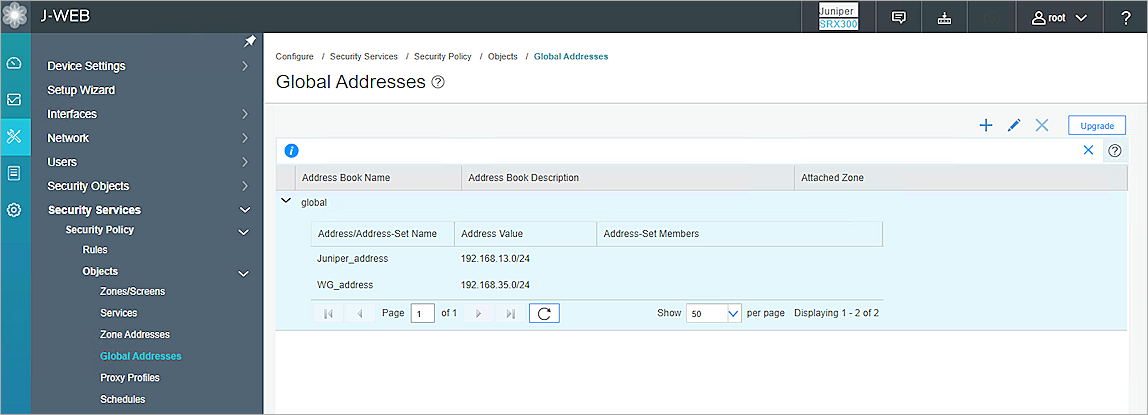 J-WEB
Juniper
SRX300
root
?
Device Settings
Setup Wizard
Interfaces
Network
Users
Security Objects
Security Services
Security Policy
Rules
Objects
Zones/Screens
Services
Zone Addresses
Global Addresses
Proxy Profiles
Schedules
Configure / Security Services / Security Policy / Objects / Global Addresses
Global Addresses ?
Upgrade
i ?
Address Book Name Address Book Description Attached Zone
global
Address/Address-Set Name Address Value Address-Set Members
Juniper_address 192.168.13.0/24
WG_address 192.168.35.0/24
Page 1 of 1 Show 50 per page Displaying 1 - 2 of 2